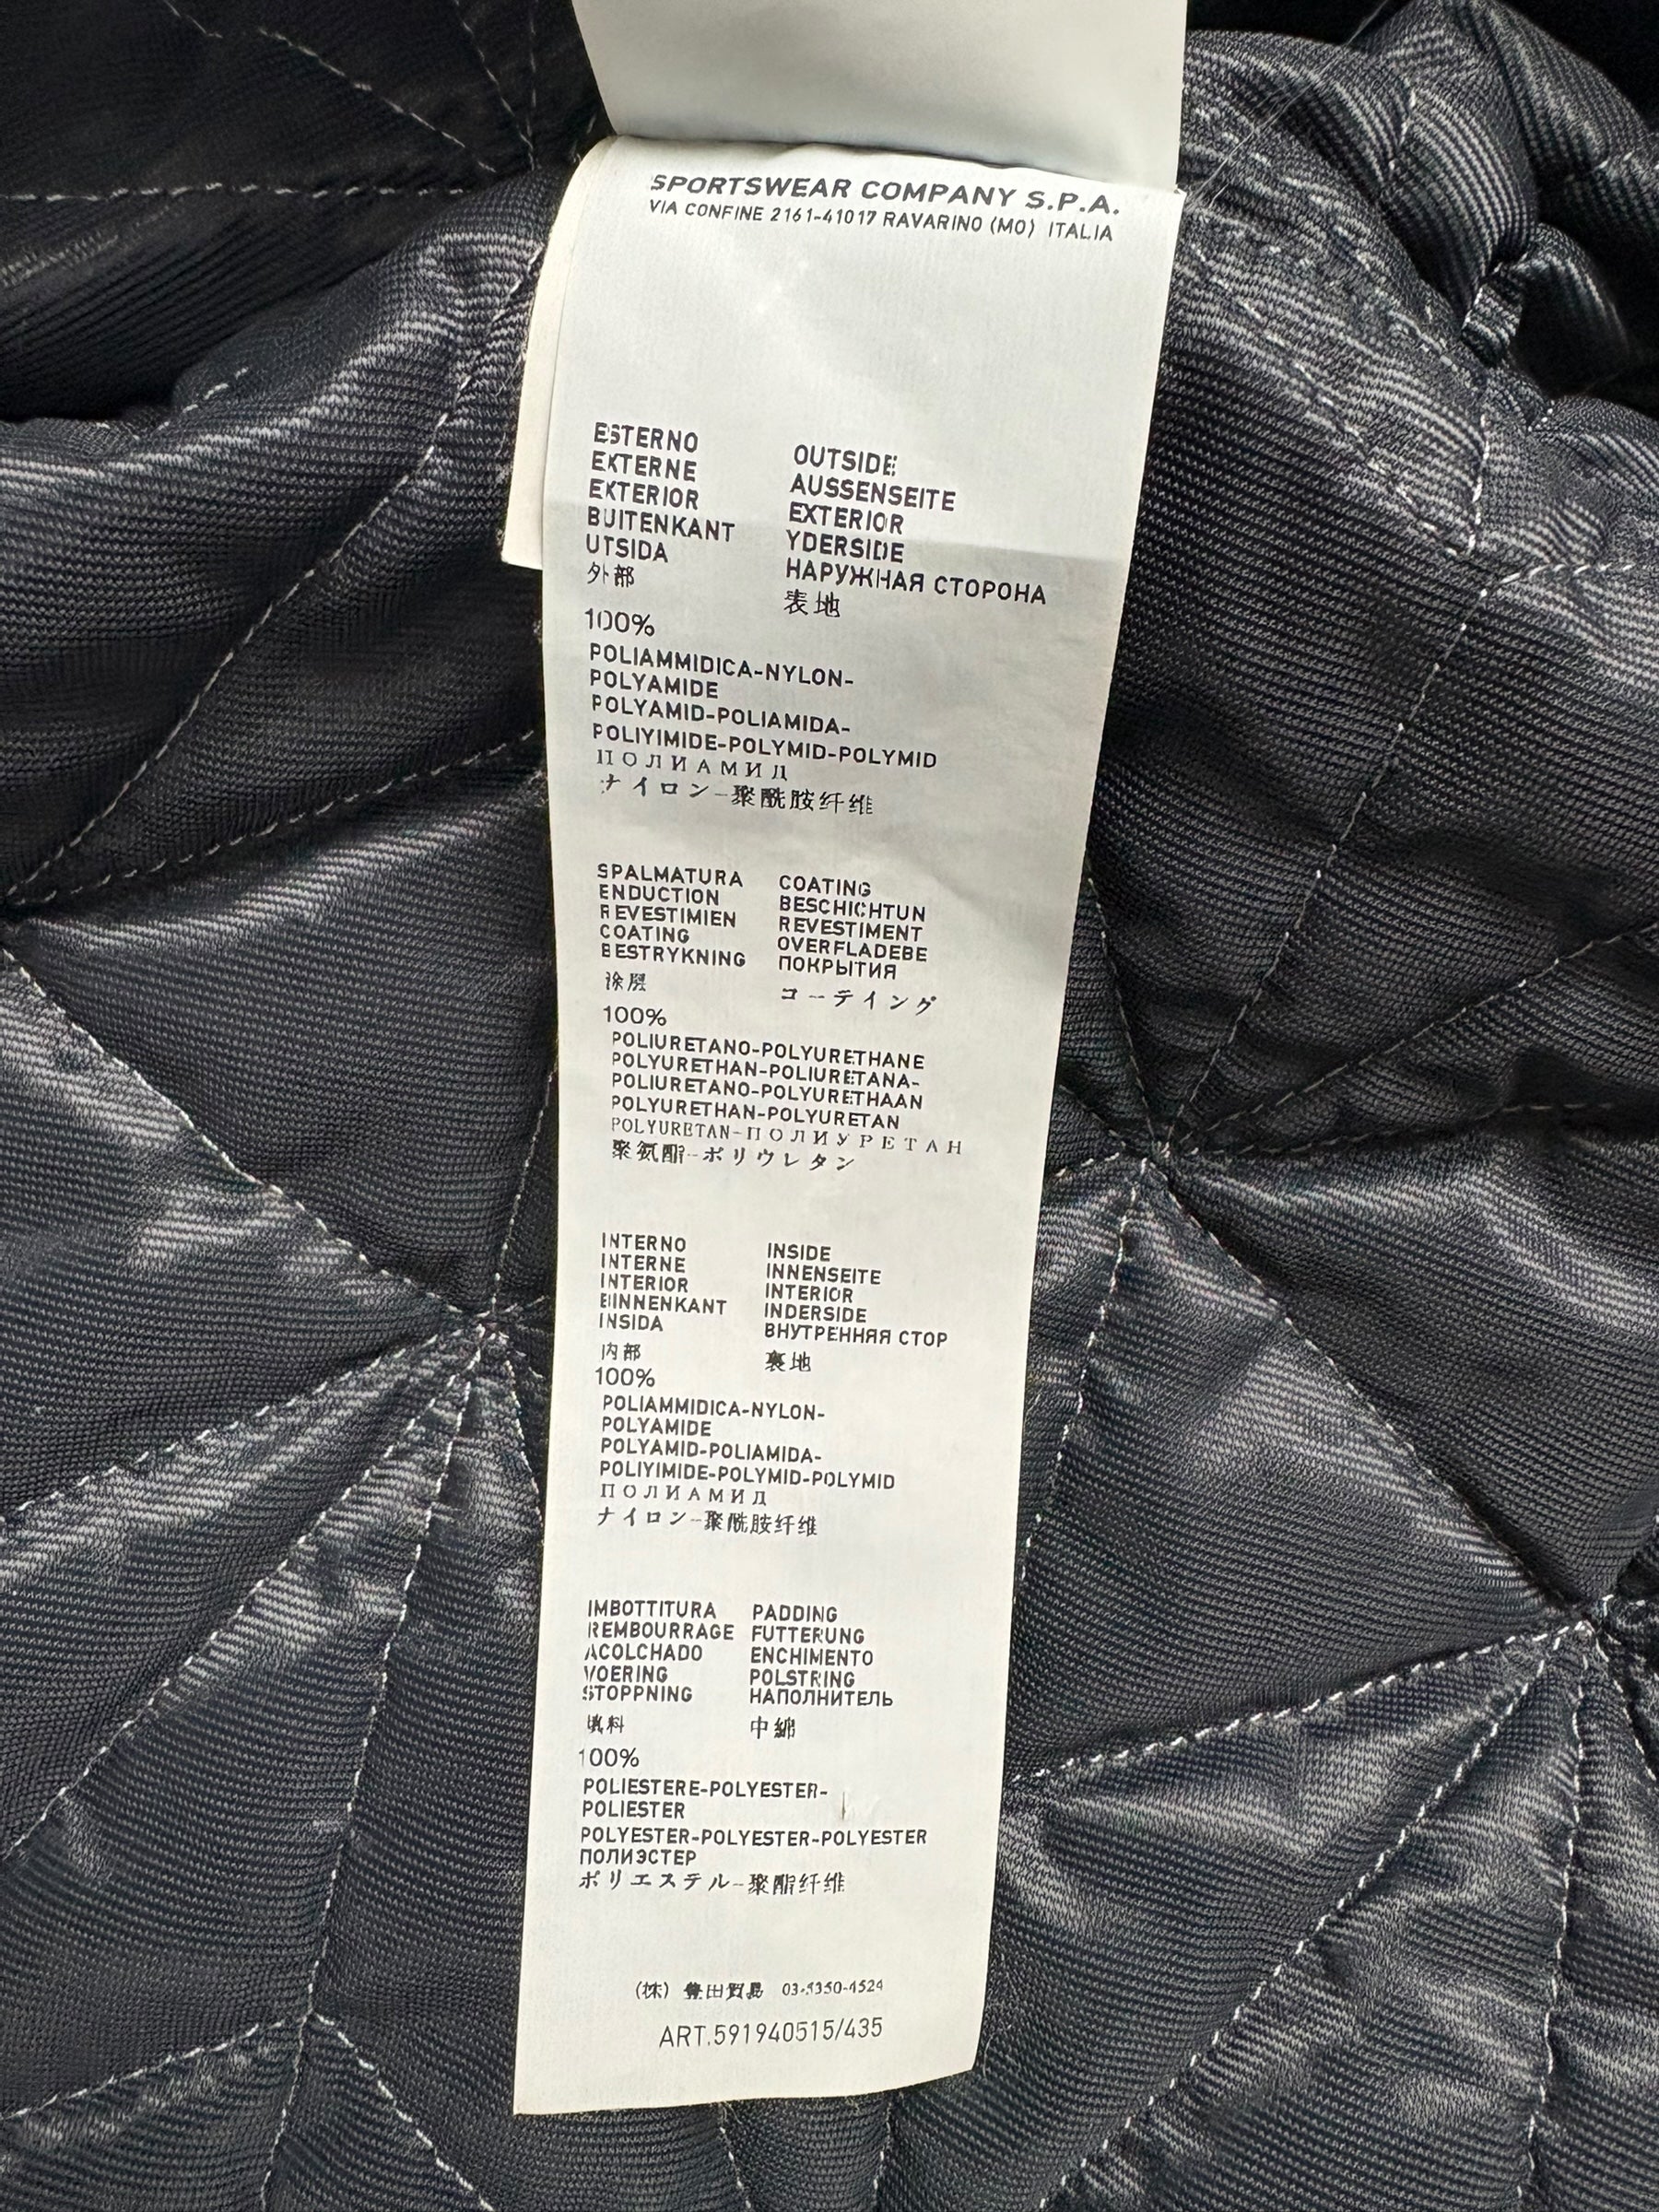 SPORTSWEAR COMPANY S.P.A.
VIA CONFINE 2161-41017 RAVARINO (MO) ITALIA
ESTERNO
EXTERNE
EXTERIOR
BUITENKANT
UTSIDA
外部
OUTSIDE
AUSSENSEITE
EXTERIOR
YDERSIDE
НАРУЖНАЯ СТОРОНА
表地
100%
POLIAMMIDICA-NYLON-
POLYAMIDE
POLYAMID-POLIAMIDA-
POLIYIMIDE-POLYMID-POLYMID
ПОЛИАМИД
ナイロン-聚酰胺纤维
SPALMATURA
ENDUCTION
REVESTIMIEN
COATING
BESTRYKNING
涂层
COATING
BESCHICHTUN
REVESTIMENT
OVERFLADEBE
ПОКРЫТИЯ
コーテイング
100%
POLIURETANO-POLYURETHANE
POLYURETHAN-POLIURETANA-
POLIURETANO-POLYURETHAAN
POLYURETHAN-POLYURETAN
POLYURETAN-ПОЛИУРЕТАН
聚氨酯-ポリウレタン
INTERNO
INTERNE
INTERIOR
BINNENKANT
INSIDA
内部
INSIDE
INNENSEITE
INTERIOR
INDERSIDE
ВНУТРЕННЯЯ СТОР
裏地
100%
POLIAMMIDICA-NYLON-
POLYAMIDE
POLYAMID-POLIAMIDA-
POLIYIMIDE-POLYMID-POLYMID
ПОЛИАМИД
ナイロン-聚酰胺纤维
IMBOTTITURA
REMBOURRAGE
ACOLCHADO
VOERING
STOPPNING
填料
PADDING
FUTTERUNG
ENCHIMENTO
POLSTRING
НАПОЛНИТЕЛЬ
中綿
100%
POLIESTERE-POLYESTER-
POLIESTER
POLYESTER-POLYESTER-POLYESTER
ПОЛИЭСТЕР
ポリエステル-聚酯纤维
(株) 豊田貿易 03-5350-4524
ART.591940515/435